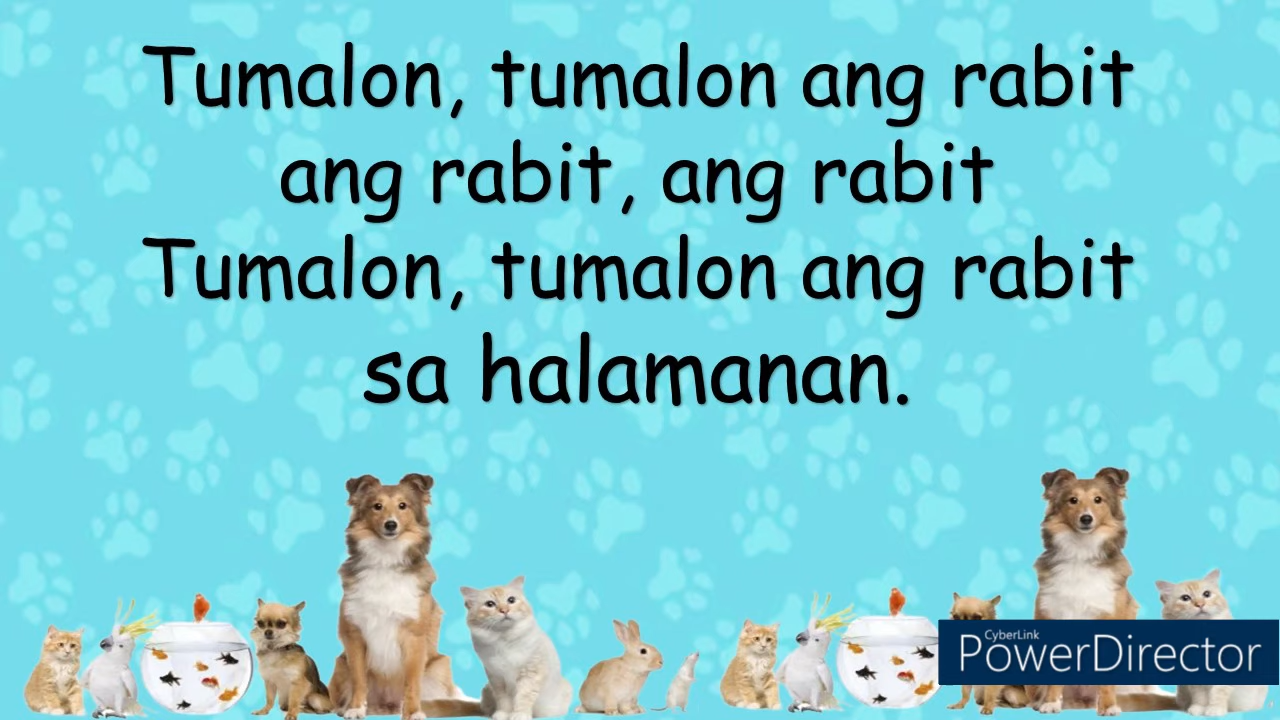 Tumalon, tumalon ang rabit
ang rabit, ang rabit
Tumalon, tumalon ang rabit
sa halamanan.
CyberLink
PowerDirector